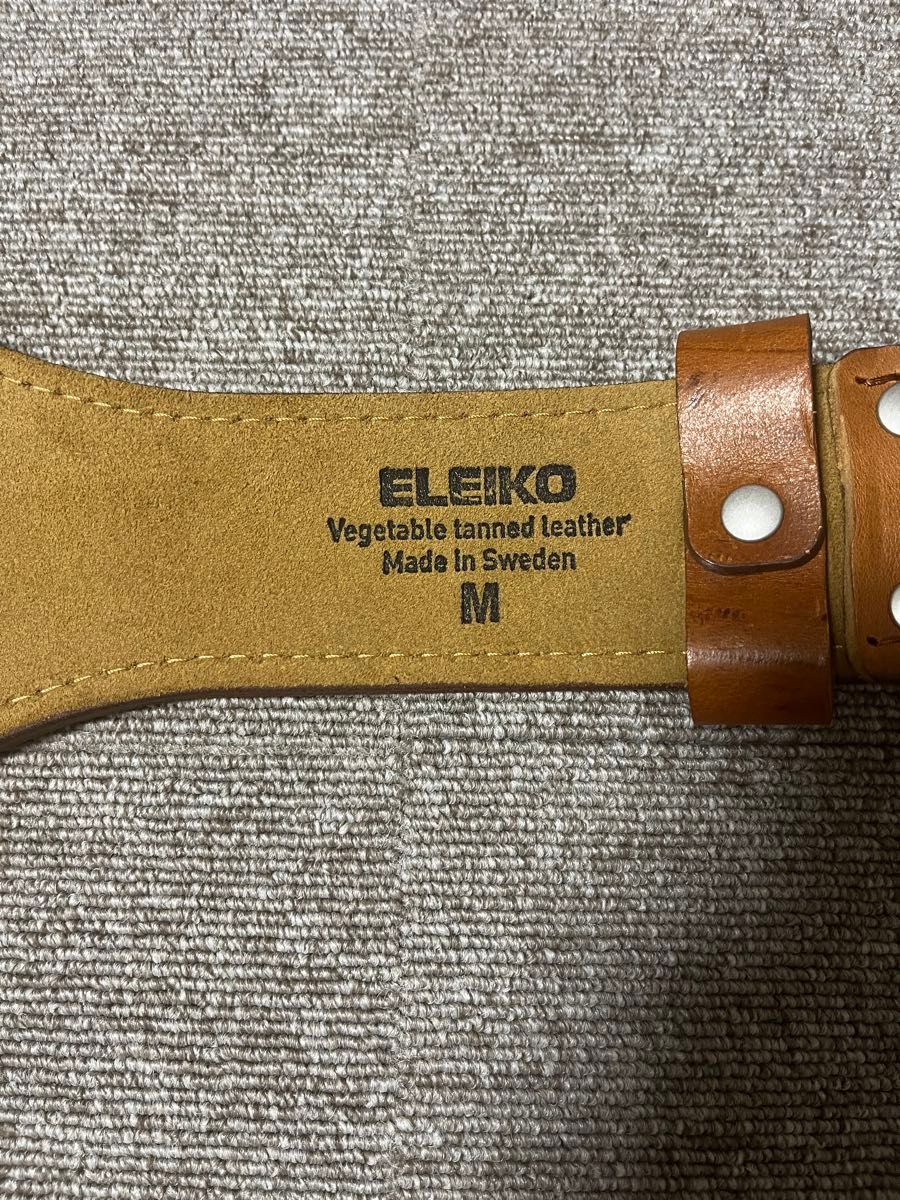 ELEIKO
Vegetable tanned leather
Made in Sweden
M